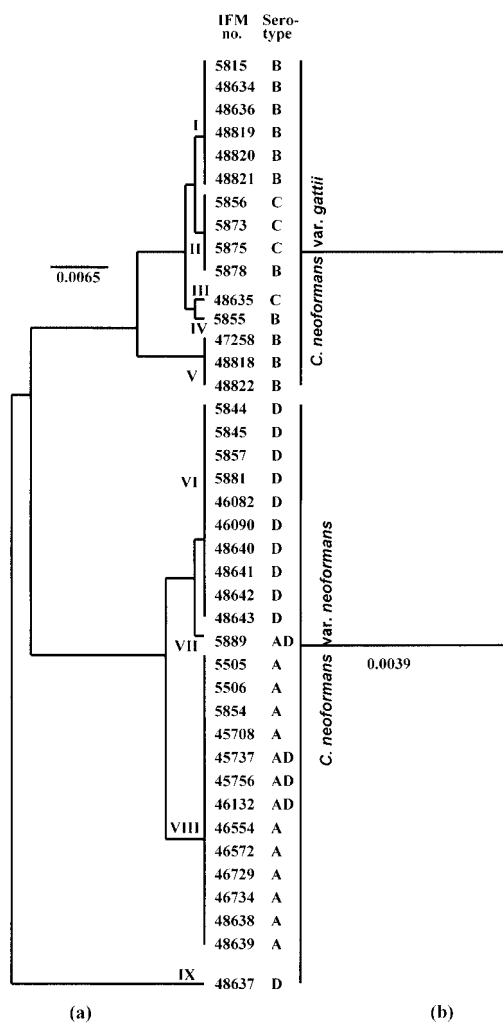 IFM Sero-
no. type
5815 B
48634 B
48636 B
I
48819 B
48820 B
48821 B
5856 C
5873 C
II
5875 C
5878 B
0.0065
III
48635 C
5855 B
IV
47258 B
48818 B
V
48822 B
C. neoformans var. gattii
5844 D
5845 D
5857 D
VI
5881 D
46082 D
46090 D
48640 D
48641 D
48642 D
48643 D
VII
5889 AD
5505 A
5506 A
5854 A
45708 A
45737 AD
45756 AD
46132 AD
VIII
46554 A
46572 A
46729 A
46734 A
48638 A
48639 A
C. neoformans var. neoformans
0.0039
IX
48637 D
(a) (b)